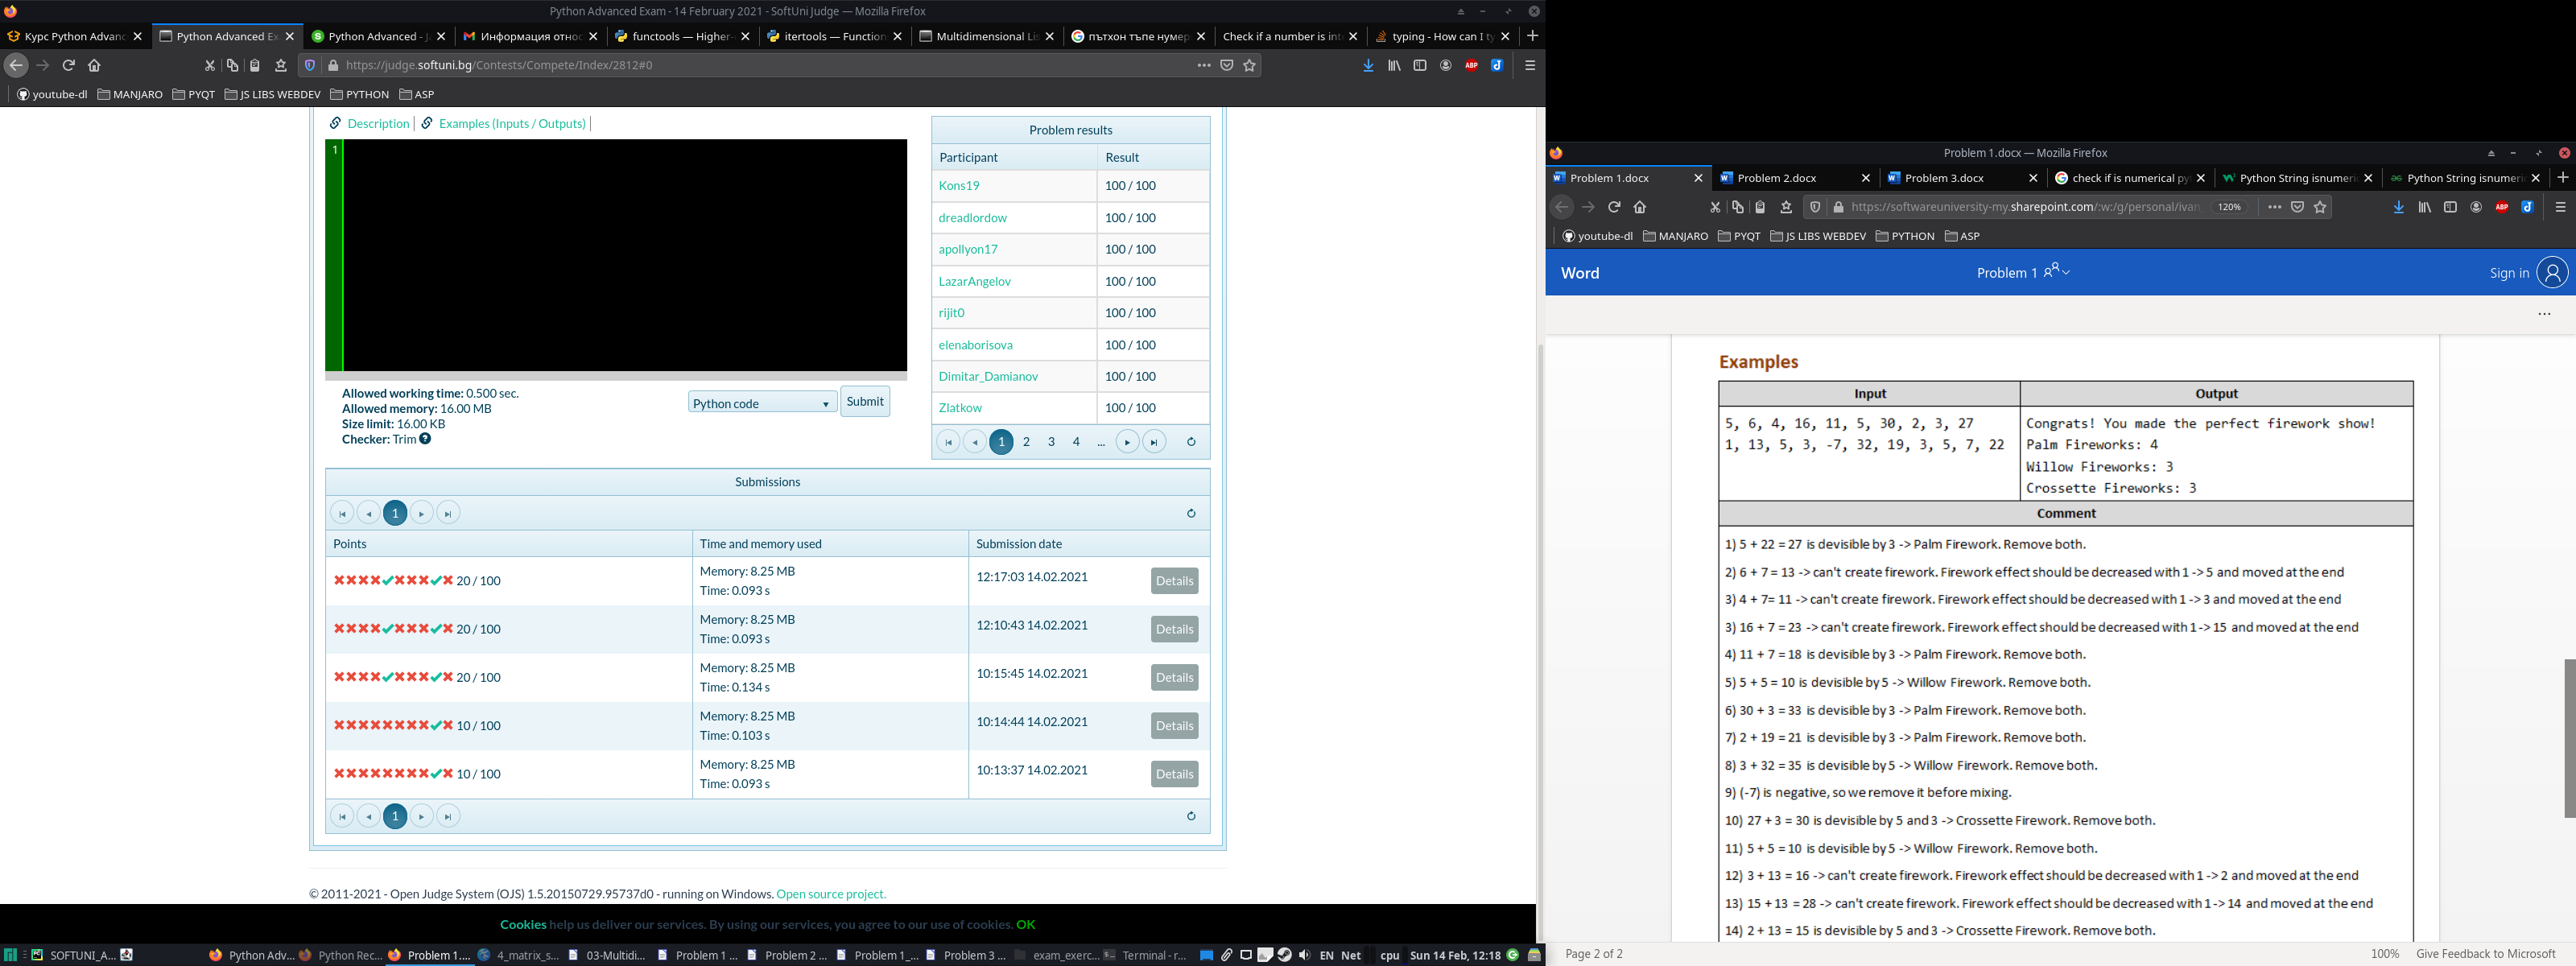 Python Advanced Exam - 14 February 2021 - SoftUni Judge — Mozilla Firefox
Курс Python Advanc
Python Advanced Ex
Python Advanced - J
Информация относ
functools — Higher-
itertools — Function
Multidimensional Lis
пътхон тъпе нумер
Check if a number is int
typing - How can I ty
https://judge.softuni.bg/Contests/Compete/Index/2812#0
youtube-dl MANJARO PYQT JS LIBS WEBDEV PYTHON ASP
Description
Examples (Inputs / Outputs)
1
Allowed working time: 0.500 sec.
Allowed memory: 16.00 MB
Size limit: 16.00 KB
Checker: Trim
Python code
Submit
Problem results
Participant Result
Kons19 100 / 100
dreadlordow 100 / 100
apollyon17 100 / 100
LazarAngelov 100 / 100
rijit0 100 / 100
elenaborisova 100 / 100
Dimitar_Damianov 100 / 100
Zlatkow 100 / 100
1 2 3 4 ...
Submissions
1
Points Time and memory used Submission date
20 / 100 Memory: 8.25 MB 12:17:03 14.02.2021 Details
Time: 0.093 s
20 / 100 Memory: 8.25 MB 12:10:43 14.02.2021 Details
Time: 0.093 s
20 / 100 Memory: 8.25 MB 10:15:45 14.02.2021 Details
Time: 0.134 s
10 / 100 Memory: 8.25 MB 10:14:44 14.02.2021 Details
Time: 0.103 s
10 / 100 Memory: 8.25 MB 10:13:37 14.02.2021 Details
Time: 0.093 s
1
© 2011-2021 - Open Judge System (OJS) 1.5.20150729.95737d0 - running on Windows. Open source project.
Cookies help us deliver our services. By using our services, you agree to our use of cookies. OK
SOFTUNI_A... Python Adv... Python Rec... Problem 1.... 4_matrix_s... 03-Multidi... Problem 1 ... Problem 2 ... Problem 1_... Problem 3 ... exam_exerc... Terminal - r... EN Net cpu Sun 14 Feb, 12:18
Problem 1.docx — Mozilla Firefox
Problem 1.docx
Problem 2.docx
Problem 3.docx
check if is numerical py
Python String isnumeri
Python String isnumeri
https://softwareuniversity-my.sharepoint.com/:w:/g/personal/ivan 120%
youtube-dl MANJARO PYQT JS LIBS WEBDEV PYTHON ASP
Word Problem 1 Sign in
Examples
Input Output
5, 6, 4, 16, 11, 5, 30, 2, 3, 27
1, 13, 5, 3, -7, 32, 19, 3, 5, 7, 22
Congrats! You made the perfect firework show!
Palm Fireworks: 4
Willow Fireworks: 3
Crossette Fireworks: 3
Comment
1) 5 + 22 = 27 is devisible by 3 -> Palm Firework. Remove both.
2) 6 + 7 = 13 -> can't create firework. Firework effect should be decreased with 1 -> 5 and moved at the end
3) 4 + 7= 11 -> can't create firework. Firework effect should be decreased with 1 -> 3 and moved at the end
3) 16 + 7 = 23 -> can't create firework. Firework effect should be decreased with 1 -> 15 and moved at the end
4) 11 + 7 = 18 is devisible by 3 -> Palm Firework. Remove both.
5) 5 + 5 = 10 is devisible by 5 -> Willow Firework. Remove both.
6) 30 + 3 = 33 is devisible by 3 -> Palm Firework. Remove both.
7) 2 + 19 = 21 is devisible by 3 -> Palm Firework. Remove both.
8) 3 + 32 = 35 is devisible by 5 -> Willow Firework. Remove both.
9) (-7) is negative, so we remove it before mixing.
10) 27 + 3 = 30 is devisible by 5 and 3 -> Crossette Firework. Remove both.
11) 5 + 5 = 10 is devisible by 5 -> Willow Firework. Remove both.
12) 3 + 13 = 16 -> can't create firework. Firework effect should be decreased with 1 -> 2 and moved at the end
13) 15 + 13 = 28 -> can't create firework. Firework effect should be decreased with 1 -> 14 and moved at the end
14) 2 + 13 = 15 is devisible by 5 and 3 -> Crossette Firework. Remove both.
Page 2 of 2 100% Give Feedback to Microsoft